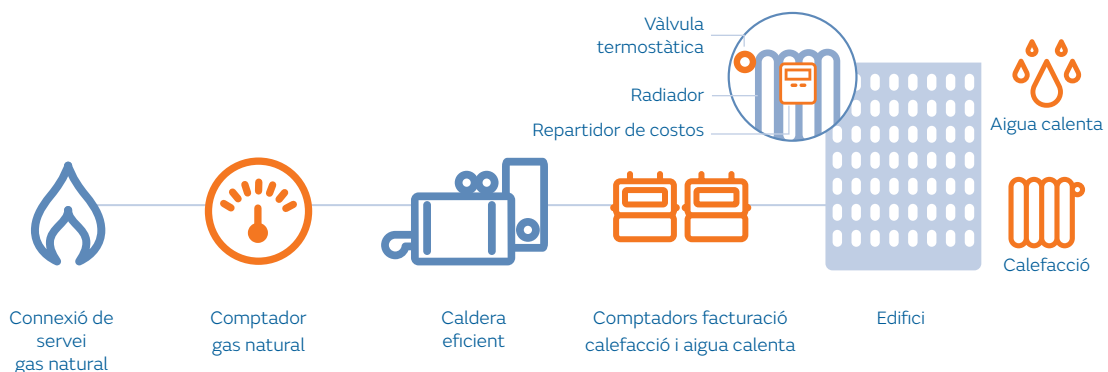 Vàlvula
termostàtica
Radiador
Repartidor de costos
Aigua calenta
Calefacció
Connexió de
servei
gas natural
Comptador
gas natural
Caldera
eficient
Comptadors facturació
calefacció i aigua calenta
Edifici